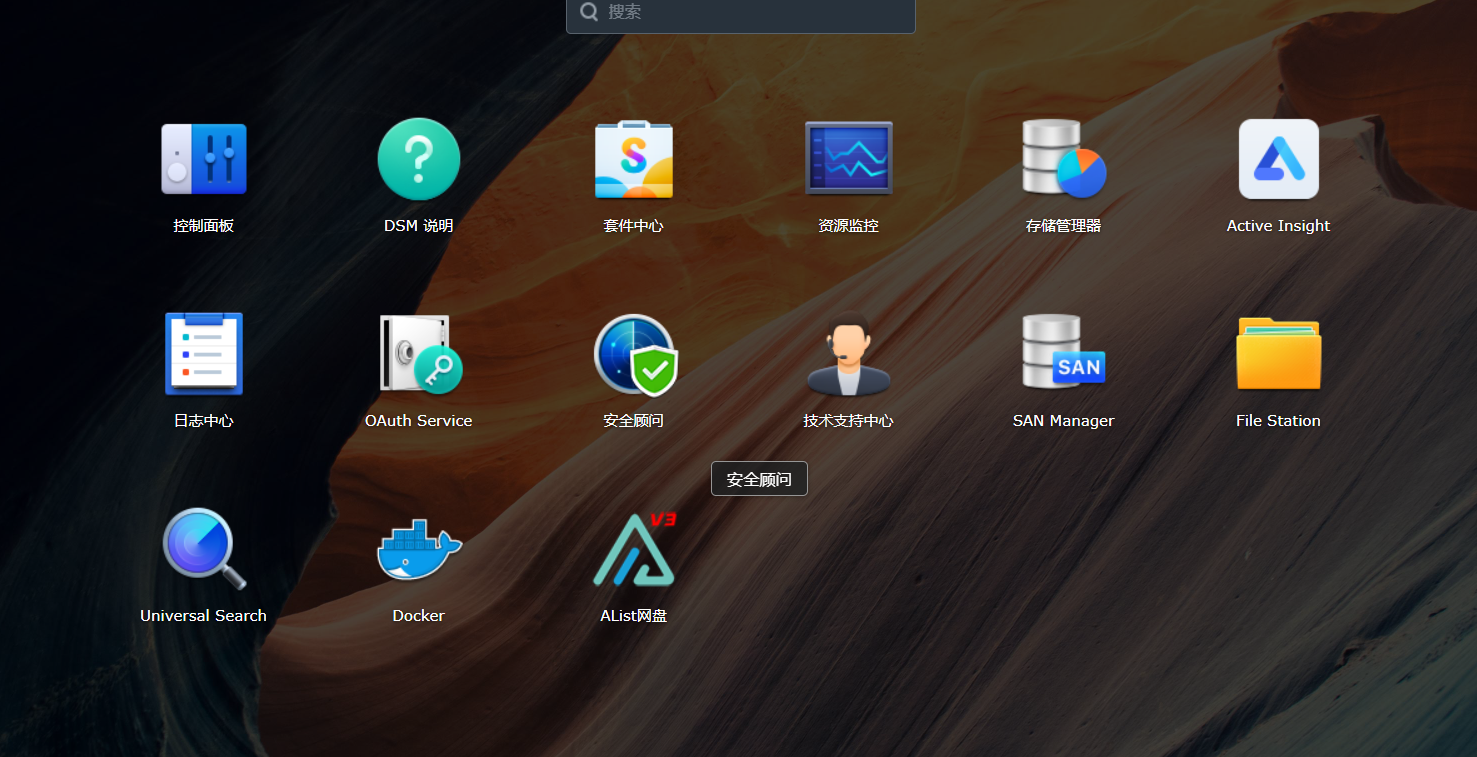 搜索
控制面板
DSM 说明
套件中心
资源监控
存储管理器
Active Insight
日志中心
OAuth Service
安全顾问
技术支持中心
SAN
SAN Manager
File Station
安全顾问
V3
Universal Search
Docker
AList网盘